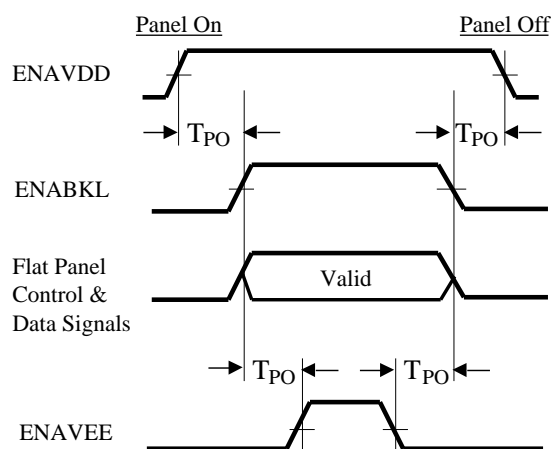 Panel On
Panel Off
ENAVDD
TPO
TPO
ENABKL
Flat Panel
Control &
Data Signals
Valid
TPO
TPO
ENAVEE